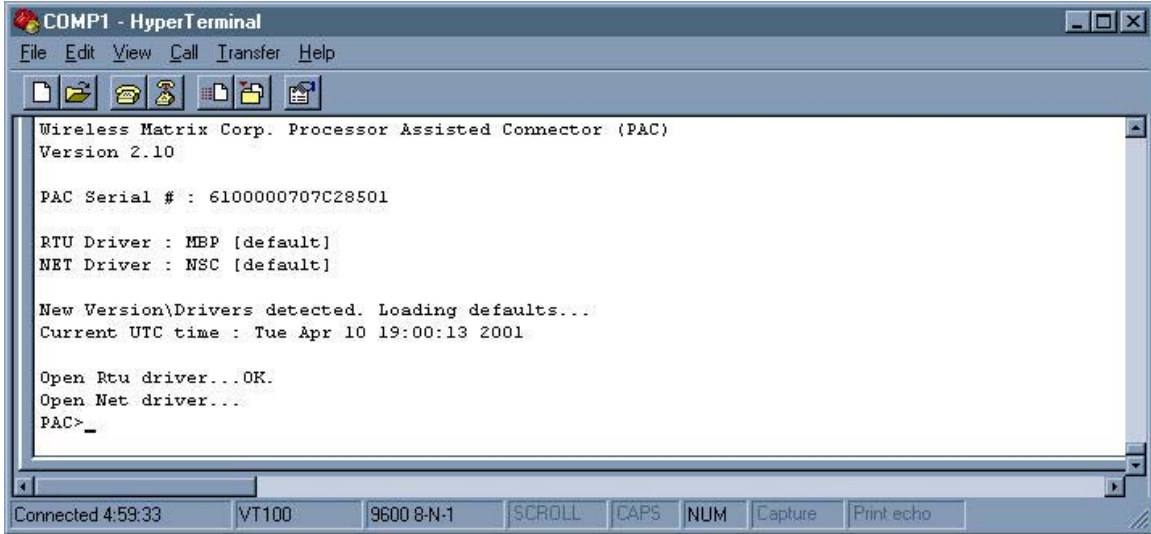 COMP1 - HyperTerminal
File Edit View Call Transfer Help
Wireless Matrix Corp. Processor Assisted Connector (PAC)
Version 2.10
PAC Serial # : 6100000707C28501
RTU Driver : MBP [default]
NET Driver : NSC [default]
New Version\Drivers detected. Loading defaults...
Current UTC time : Tue Apr 10 19:00:13 2001
Open Rtu driver...OK.
Open Net driver...
PAC>_
Connected 4:59:33 VT100 9600 8-N-1 SCROLL CAPS NUM Capture Print echo